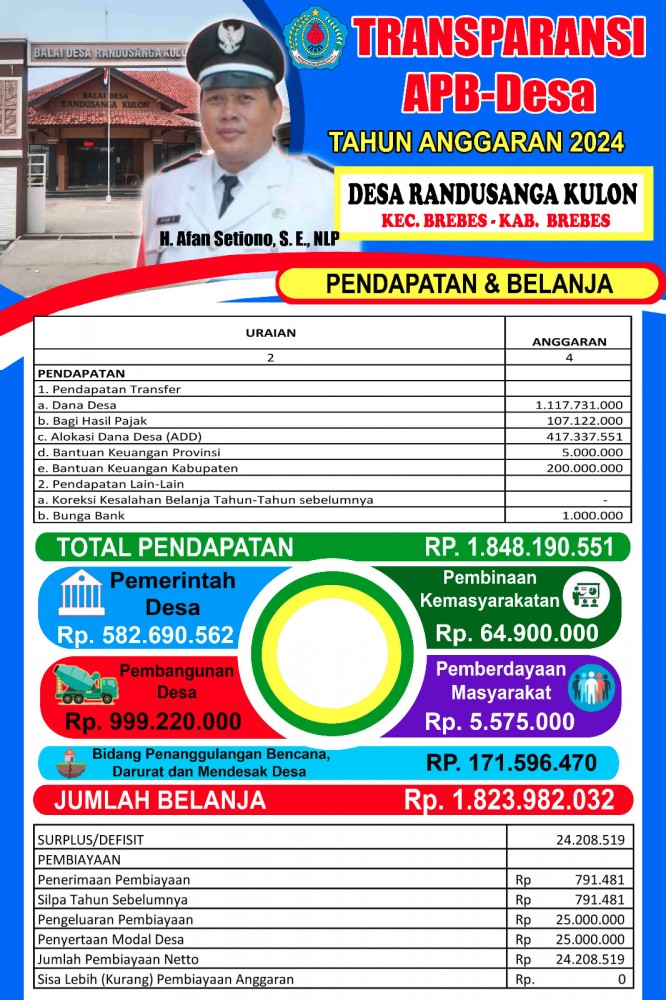 BALAI DESA RANDUSANGA KULON
BALAI DESA
RANDUSANGA KULON
TRANSPARANSI
APB-Desa
TAHUN ANGGARAN 2024
DESA RANDUSANGA KULON
KEC. BREBES - KAB. BREBES
H. Afan Setiono, S. E., NLP
PENDAPATAN & BELANJA
URAIAN ANGGARAN
2 4
PENDAPATAN
1. Pendapatan Transfer
a. Dana Desa 1.117.731.000
b. Bagi Hasil Pajak 107.122.000
c. Alokasi Dana Desa (ADD) 417.337.551
d. Bantuan Keuangan Provinsi 5.000.000
e. Bantuan Keuangan Kabupaten 200.000.000
2. Pendapatan Lain-Lain
a. Koreksi Kesalahan Belanja Tahun-Tahun sebelumnya -
b. Bunga Bank 1.000.000
TOTAL PENDAPATAN RP. 1.848.190.551
Pemerintah
Desa
Rp. 582.690.562
Pembinaan
Kemasyarakatan
Rp. 64.900.000
Pembangunan
Desa
Rp. 999.220.000
Pemberdayaan
Masyarakat
Rp. 5.575.000
Bidang Penanggulangan Bencana,
Darurat dan Mendesak Desa
RP. 171.596.470
JUMLAH BELANJA Rp. 1.823.982.032
SURPLUS/DEFISIT 24.208.519
PEMBIAYAAN
Penerimaan Pembiayaan Rp 791.481
Silpa Tahun Sebelumnya Rp 791.481
Pengeluaran Pembiayaan Rp 25.000.000
Penyertaan Modal Desa Rp 25.000.000
Jumlah Pembiayaan Netto Rp 24.208.519
Sisa Lebih (Kurang) Pembiayaan Anggaran Rp. 0